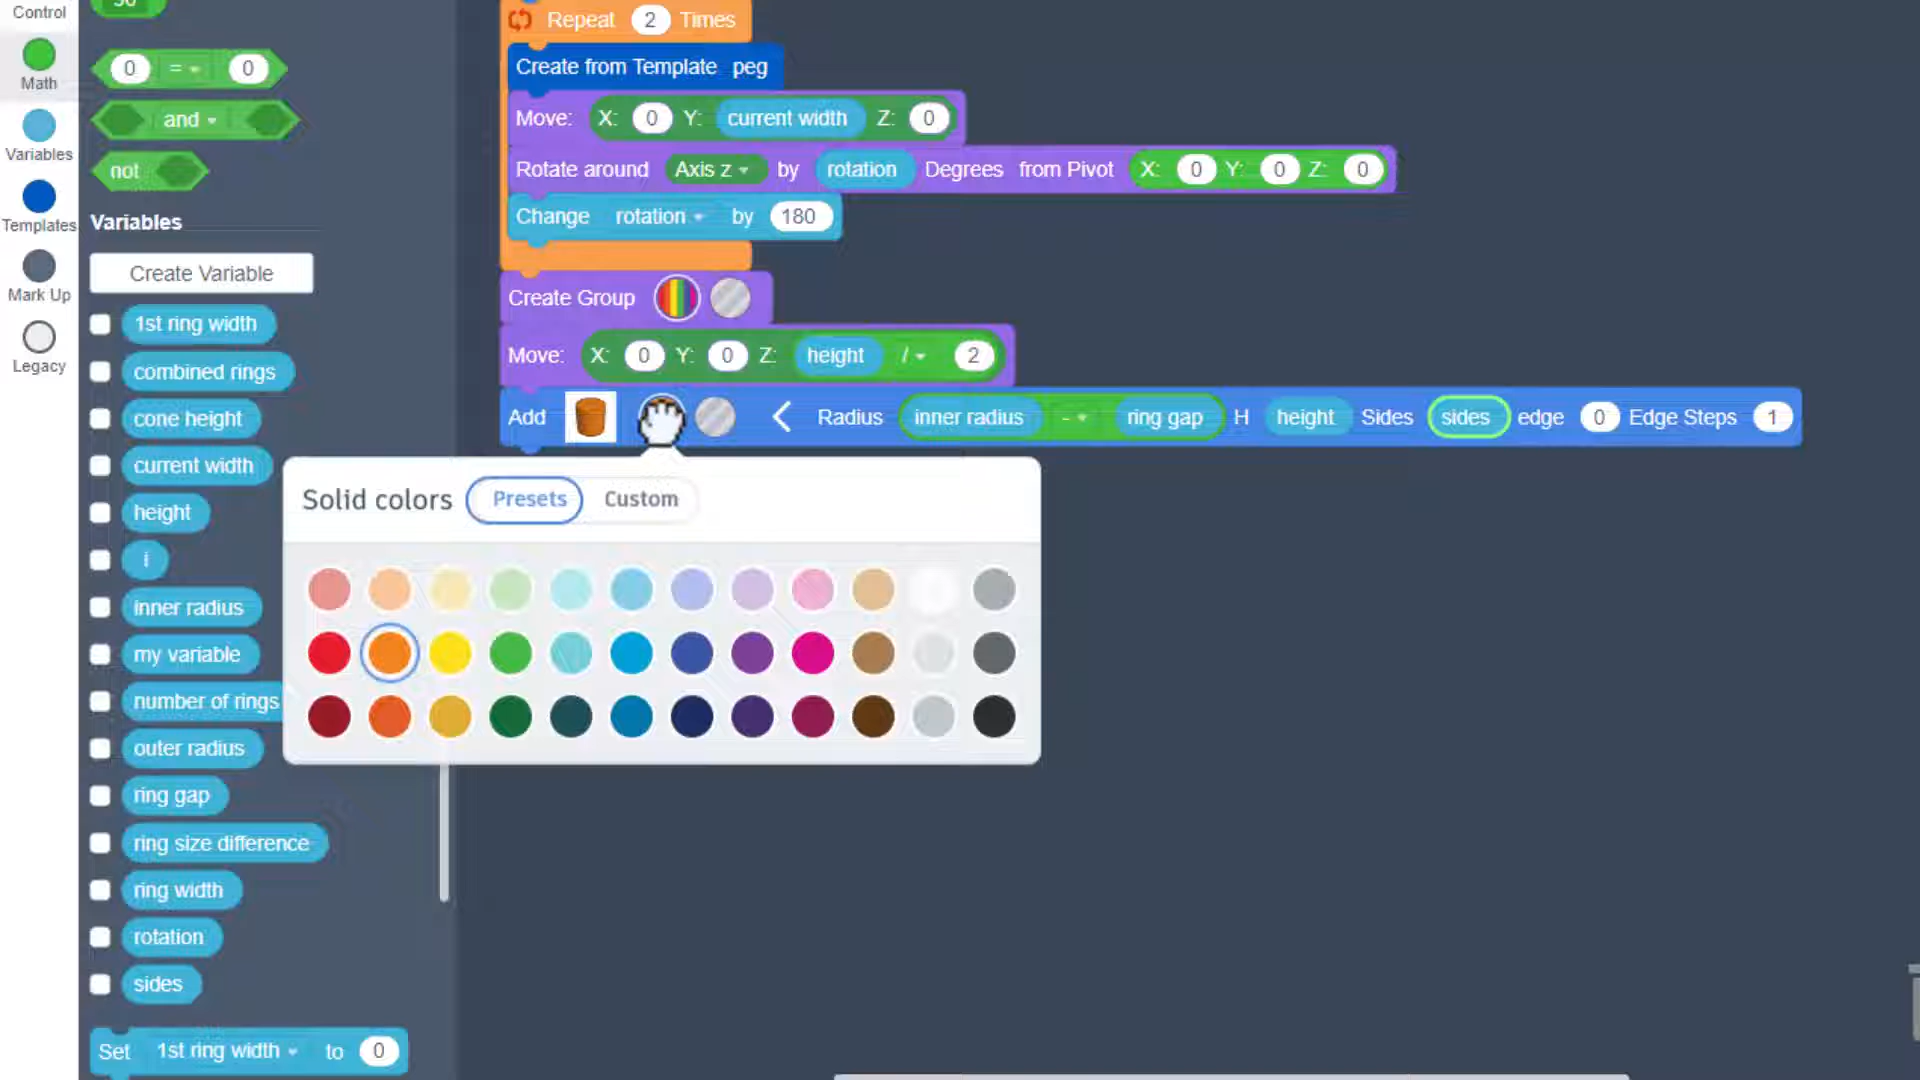 Control
Math
Variables
Templates
Mark Up
Legacy
0 = 0
and
not
Variables
Create Variable
1st ring width
combined rings
cone height
current width
height
i
inner radius
my variable
number of rings
outer radius
ring gap
ring size difference
ring width
rotation
sides
Set 1st ring width to 0
Repeat 2 Times
Create from Template peg
Move: X: 0 Y: current width Z: 0
Rotate around Axis z by rotation Degrees from Pivot X: 0 Y: 0 Z: 0
Change rotation by 180
Create Group
Move: X: 0 Y: 0 Z: height / 2
Add Radius inner radius - ring gap H height Sides sides edge 0 Edge Steps 1
Solid colors Presets Custom